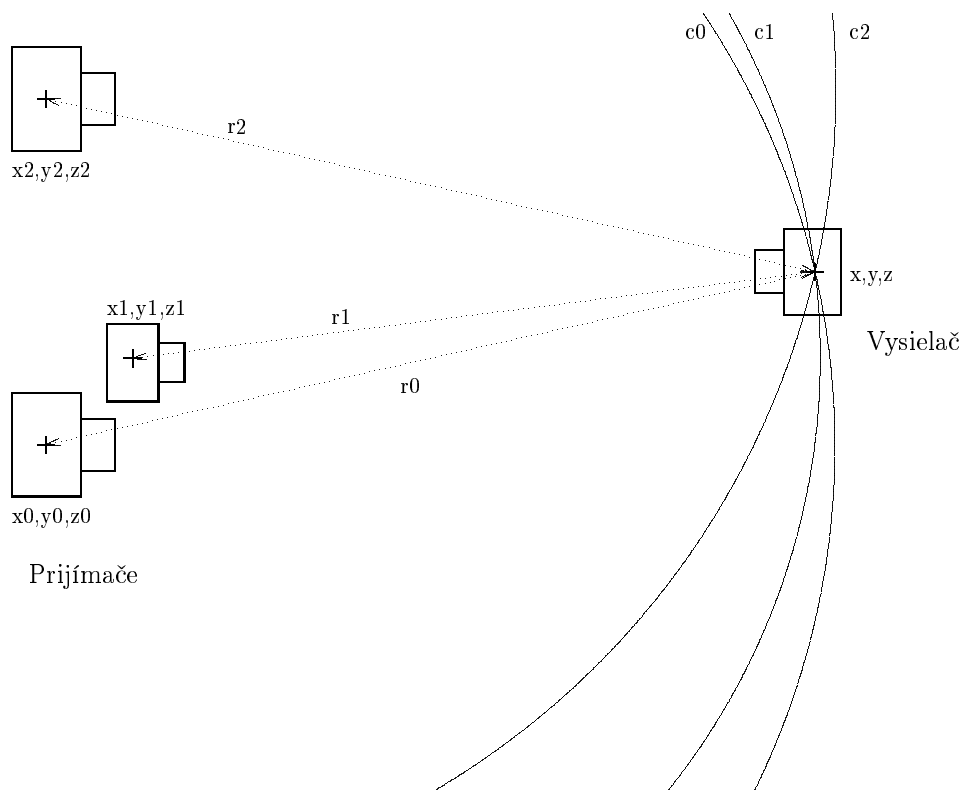 c0
c1
c2
r2
x2,y2,z2
x,y,z
x1,y1,z1
r1
Vysielač
r0
x0,y0,z0
Prijímače